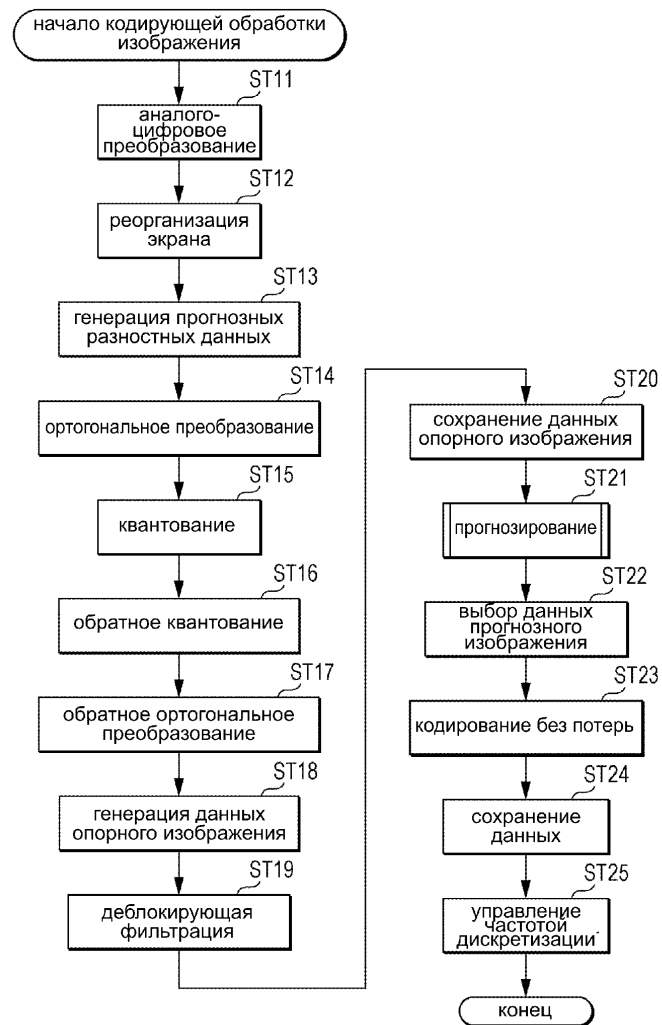 начало кодирующей обработки
изображения
ST11
аналого-
цифровое
преобразование
ST12
реорганизация
экрана
ST13
генерация прогнозных
разностных данных
ST14
ортогональное преобразование
ST15
квантование
ST16
обратное квантование
ST17
обратное ортогональное
преобразование
ST18
генерация данных
опорного изображения
ST19
деблокирующая
фильтрация
ST20
сохранение данных
опорного изображения
ST21
прогнозирование
ST22
выбор данных
прогнозного
изображения
ST23
кодирование без потерь
ST24
сохранение
данных
ST25
управление
частотой
дискретизации
конец